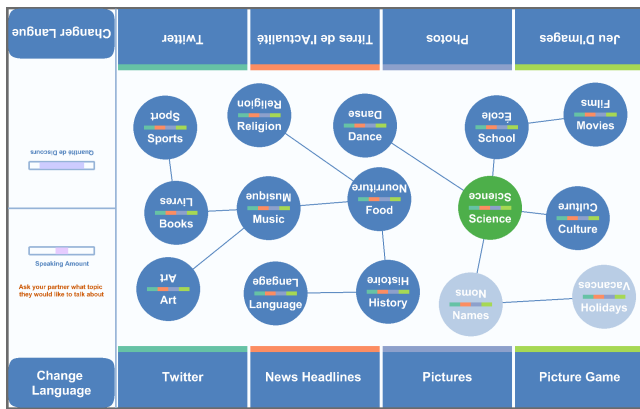 Changer Langue
Twitter
Titres de l'Actualité
Photos
Jeu D'Images
Quantité de Discours
Speaking Amount
Ask your partner what topic
they would like to talk about
Sport
Sports
Religion
Religion
Danse
Dance
École
School
Films
Movies
Livres
Books
Musique
Music
Nourriture
Food
Science
Science
Culture
Culture
Art
Art
Langage
Language
Histoire
History
Noms
Names
Vacances
Holidays
Change
Language
Twitter
News Headlines
Pictures
Picture Game